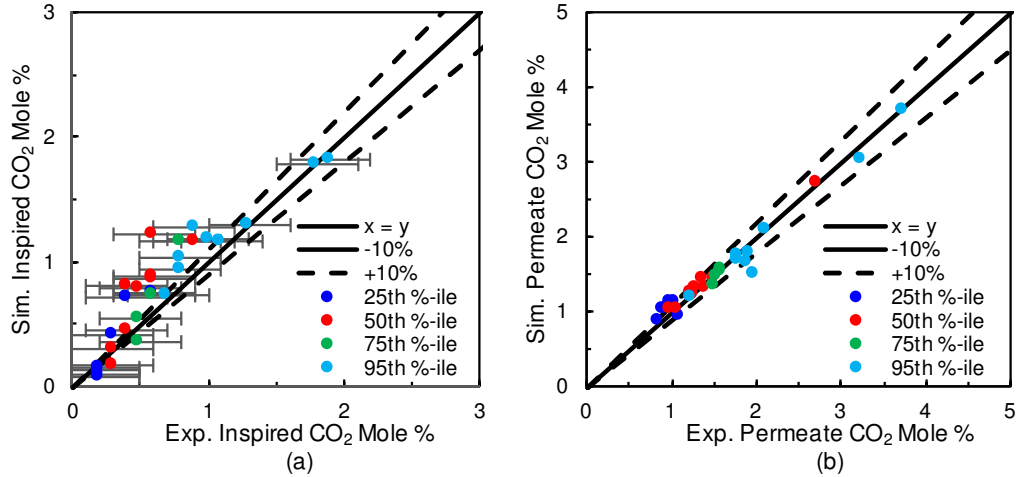 3
2
1
0
0
1
2
3
Sim. Inspired CO₂ Mole %
Exp. Inspired CO₂ Mole %
x = y
-10%
+10%
25th %-ile
50th %-ile
75th %-ile
95th %-ile
(a)
5
4
3
2
1
0
0
1
2
3
4
5
Sim. Permeate CO₂ Mole %
Exp. Permeate CO₂ Mole %
x = y
-10%
+10%
25th %-ile
50th %-ile
75th %-ile
95th %-ile
(b)